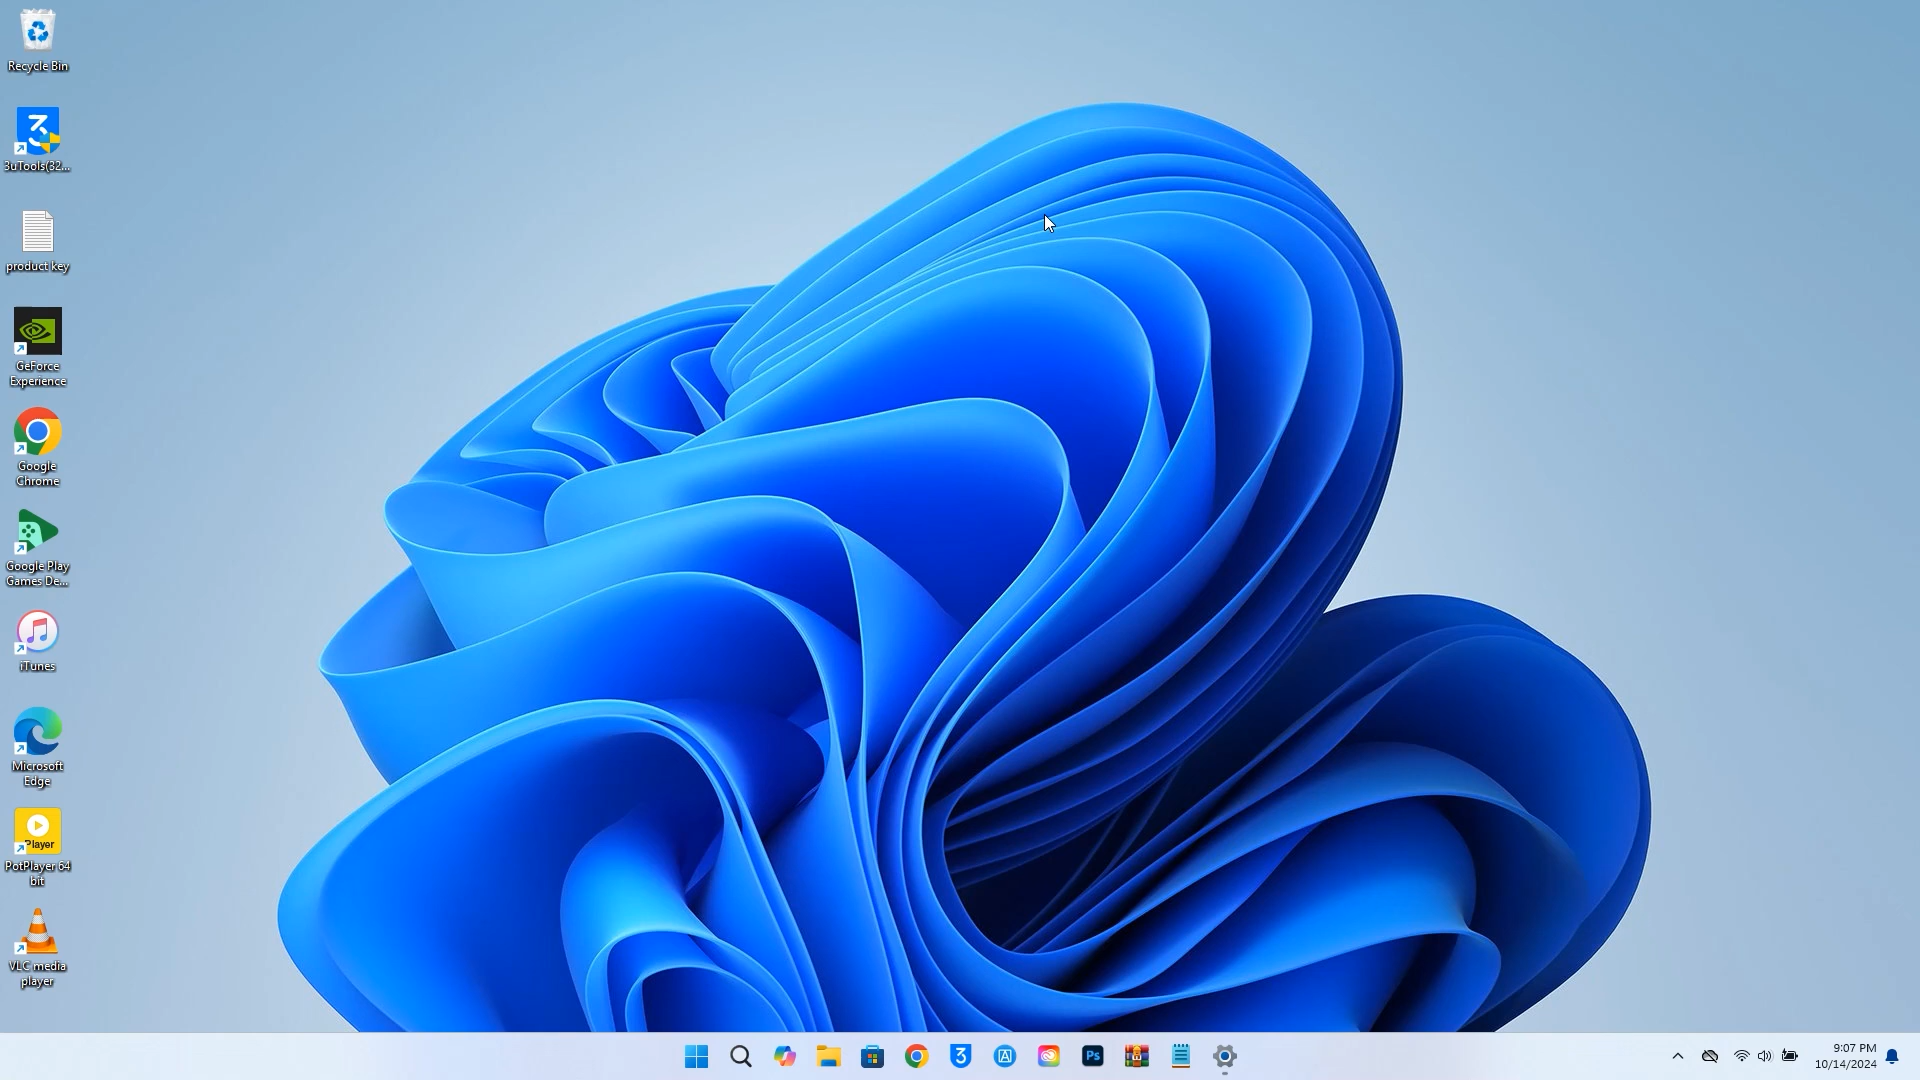 Recycle Bin
3uTools(32...
product key
GeForce
Experience
Google
Chrome
Google Play
Games De...
iTunes
Microsoft
Edge
Player
PotPlayer 64
bit
VLC media
player
3
A
Ps
9:07 PM
10/14/2024